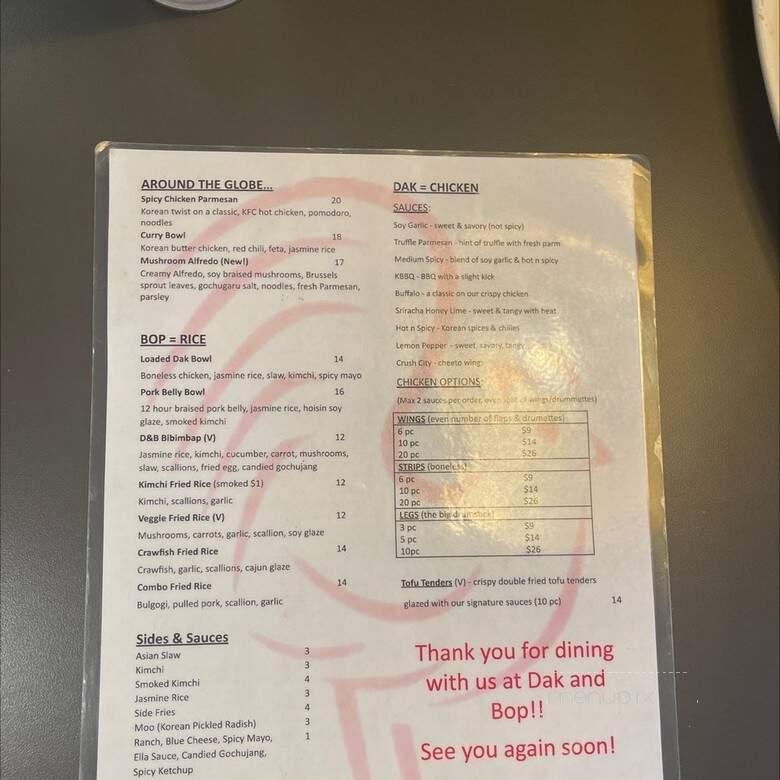 AROUND THE GLOBE...
Spicy Chicken Parmesan 20
Korean twist on a classic, KFC hot chicken, pomodoro,
noodles
Curry Bowl 18
Korean butter chicken, red chili, feta, jasmine rice
Mushroom Alfredo (New!) 17
Creamy Alfredo, soy braised mushrooms, Brussels
sprout leaves, gochugaru salt, noodles, fresh Parmesan,
parsley
BOP = RICE
Loaded Dak Bowl 14
Boneless chicken, jasmine rice, slaw, kimchi, spicy mayo
Pork Belly Bowl 16
12 hour braised pork belly, jasmine rice, hoisin soy
glaze, smoked kimchi
D&B Bibimbap (V) 12
Jasmine rice, kimchi, cucumber, carrot, mushrooms,
slaw, scallions, fried egg, candied gochujang
Kimchi Fried Rice (smoked $1) 12
Kimchi, scallions, garlic
Veggie Fried Rice (V) 12
Mushrooms, carrots, garlic, scallion, soy glaze
Crawfish Fried Rice 14
Crawfish, garlic, scallions, cajun glaze
Combo Fried Rice 14
Bulgogi, pulled pork, scallion, garlic
Sides & Sauces
Asian Slaw 3
Kimchi 3
Smoked Kimchi 4
Jasmine Rice 3
Side Fries 4
Moo (Korean Pickled Radish) 3
Ranch, Blue Cheese, Spicy Mayo, 1
Ella Sauce, Candied Gochujang,
Spicy Ketchup
DAK = CHICKEN
SAUCES:
Soy Garlic - sweet & savory (not spicy)
Truffle Parmesan - hint of truffle with fresh parm
Medium Spicy - blend of soy garlic & hot n spicy
KBBQ - BBQ with a slight kick
Buffalo - a classic on our crispy chicken
Sriracha Honey Lime - sweet & tangy with heat
Hot n Spicy - Korean spices & chilies
Lemon Pepper - sweet, savory, tangy
Crush City - cheeto wings
CHICKEN OPTIONS:
(Max 2 sauces per order, even split of wings/drummettes)
WINGS (even number of flaps & drumettes)
6 pc $9
10 pc $14
20 pc $26
STRIPS (boneless)
6 pc $9
10 pc $14
20 pc $26
LEGS (the big drumstick)
3 pc $9
5 pc $14
10pc $26
Tofu Tenders (V) - crispy double fried tofu tenders
glazed with our signature sauces (10 pc) 14
Thank you for dining
with us at Dak and
Bop!!
See you again soon!
menupix